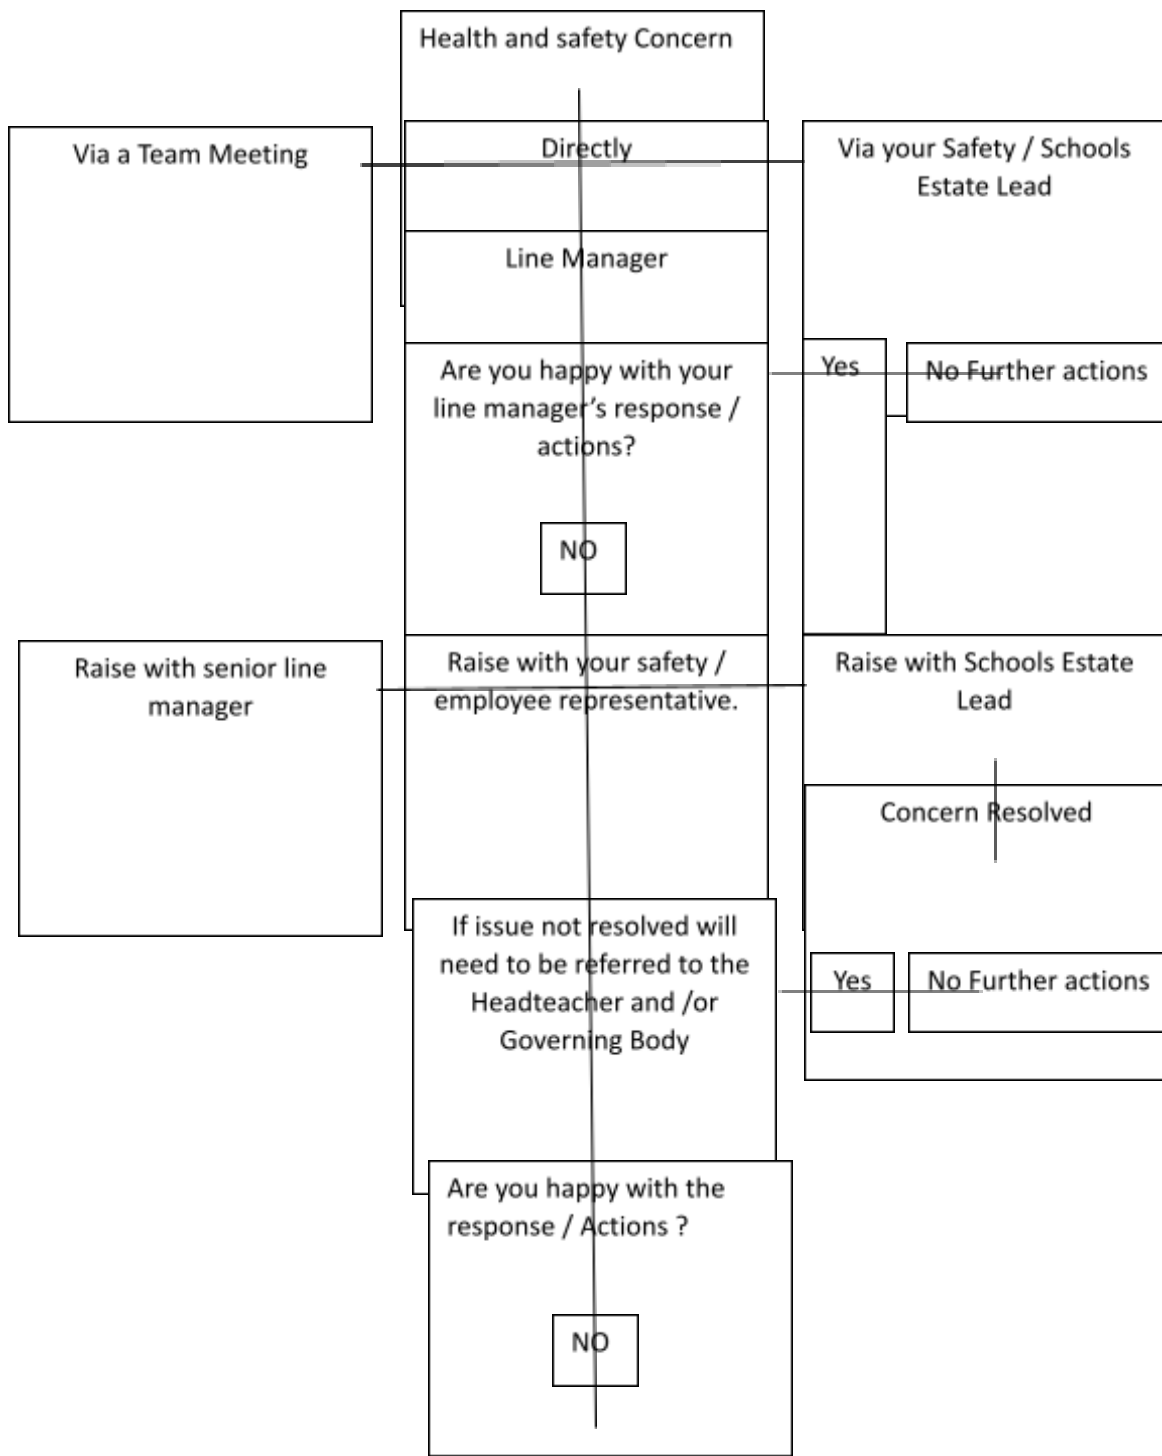 Health and safety Concern
Via a Team Meeting
Directly
Via your Safety / Schools
Estate Lead
Line Manager
Are you happy with your
line manager’s response /
actions?
Yes
No Further actions
NO
Raise with senior line
manager
Raise with your safety /
employee representative.
Raise with Schools Estate
Lead
Concern Resolved
If issue not resolved will
need to be referred to the
Headteacher and /or
Governing Body
Yes
No Further actions
Are you happy with the
response / Actions ?
NO